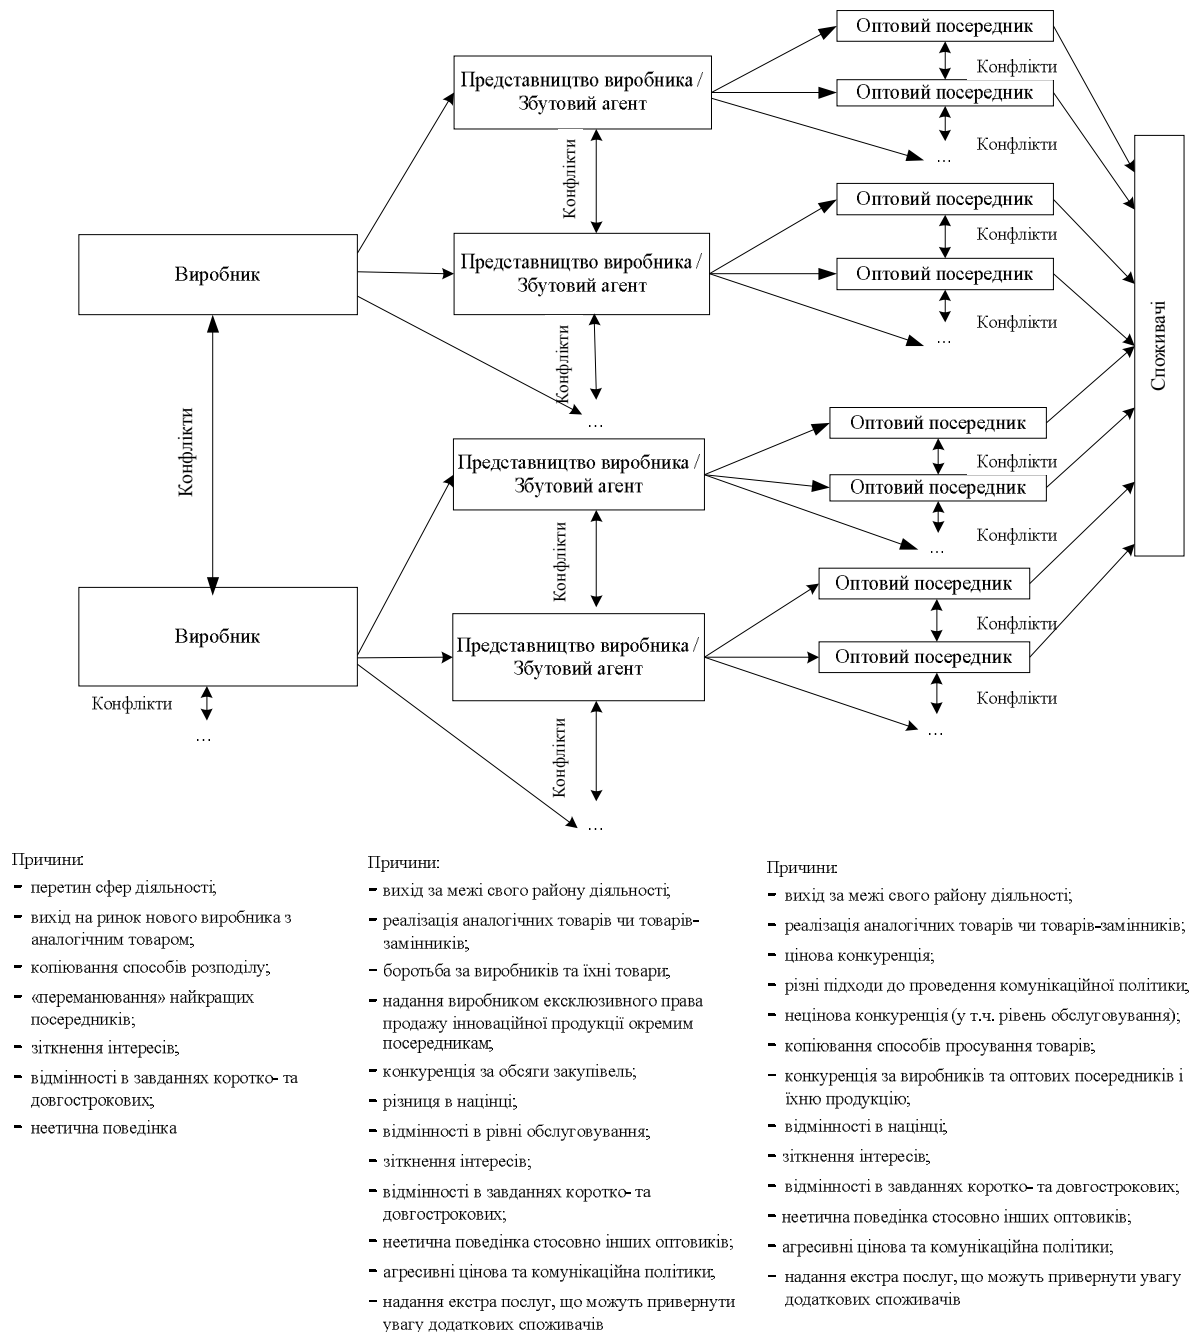 Оптовий посередник
Конфлікти
Представництво виробника /
Збутовий агент
Оптовий посередник
Конфлікти
...
Конфлікти
Оптовий посередник
Конфлікти
Виробник
Представництво виробника /
Збутовий агент
Оптовий посередник
Конфлікти
...
Конфлікти
...
Споживачі
Конфлікти
Оптовий посередник
Представництво виробника /
Збутовий агент
Конфлікти
Оптовий посередник
Конфлікти
...
Конфлікти
Оптовий посередник
Конфлікти
Виробник
Представництво виробника /
Збутовий агент
Оптовий посередник
Конфлікти
...
Конфлікти
...
Конфлікти
...
Причини:
- перетин сфер діяльності;
- вихід на ринок нового виробника з
аналогічним товаром;
- копіювання способів розподілу;
- «переманювання» найкращих
посередників;
- зіткнення інтересів;
- відмінності в завданнях коротко- та
довгострокових;
- неетична поведінка
Причини:
- вихід за межі свого району діяльності;
- реалізація аналогічних товарів чи товарів-
замінників;
- боротьба за виробників та їхні товари;
- надання виробником ексклюзивного права
продажу інноваційної продукції окремим
посередникам;
- конкуренція за обсяги закупівель;
- різниця в націнці;
- відмінності в рівні обслуговування;
- зіткнення інтересів;
- відмінності в завданнях коротко- та
довгострокових;
- неетична поведінка стосовно інших оптовиків;
- агресивні цінова та комунікаційна політики;
- надання екстра послуг, що можуть привернути
увагу додаткових споживачів
Причини:
- вихід за межі свого району діяльності;
- реалізація аналогічних товарів чи товарів-замінників;
- цінова конкуренція;
- різні підходи до проведення комунікаційної політики;
- нецінова конкуренція (у т.ч. рівень обслуговування);
- копіювання способів просування товарів;
- конкуренція за виробників та оптових посередників і
їхню продукцію;
- відмінності в націнці;
- зіткнення інтересів;
- відмінності в завданнях коротко- та довгострокових;
- неетична поведінка стосовно інших оптовиків;
- агресивні цінова та комунікаційна політики;
- надання екстра послуг, що можуть привернути увагу
додаткових споживачів